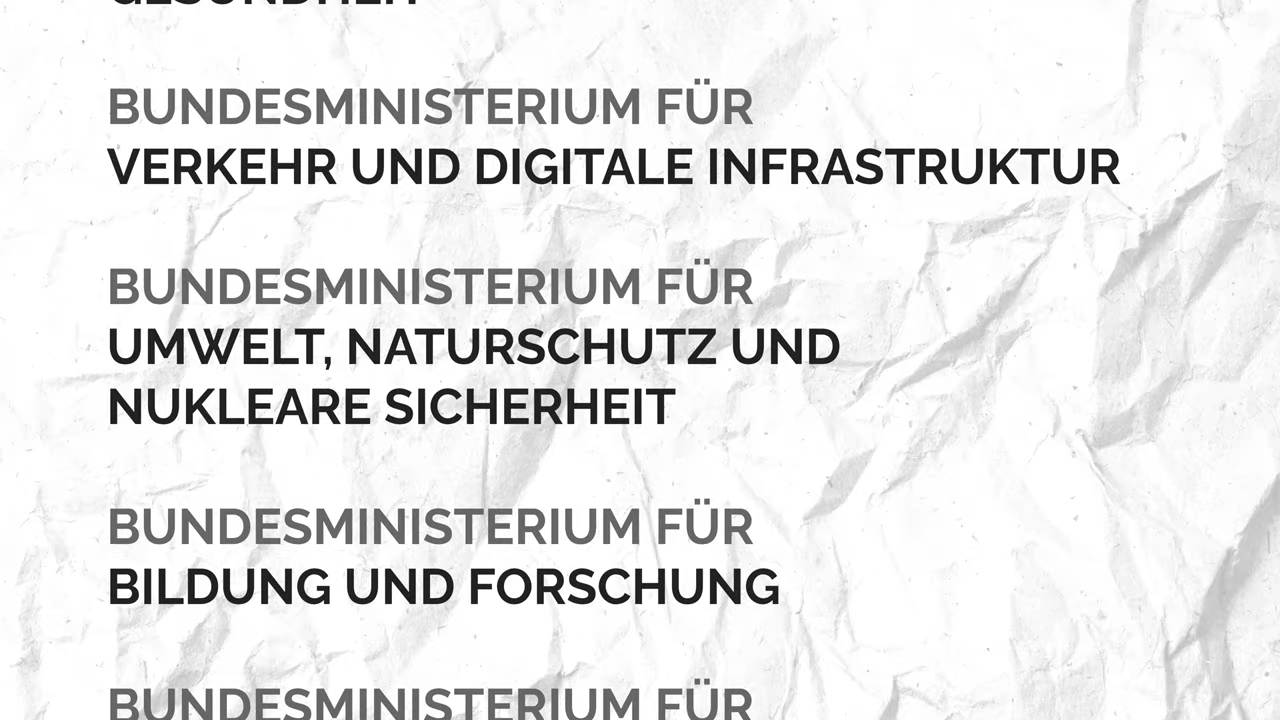 GESUNDHEIT
BUNDESMINISTERIUM FÜR
VERKEHR UND DIGITALE INFRASTRUKTUR
BUNDESMINISTERIUM FÜR
UMWELT, NATURSCHUTZ UND
NUKLEARE SICHERHEIT
BUNDESMINISTERIUM FÜR
BILDUNG UND FORSCHUNG
BUNDESMINISTERIUM FÜR